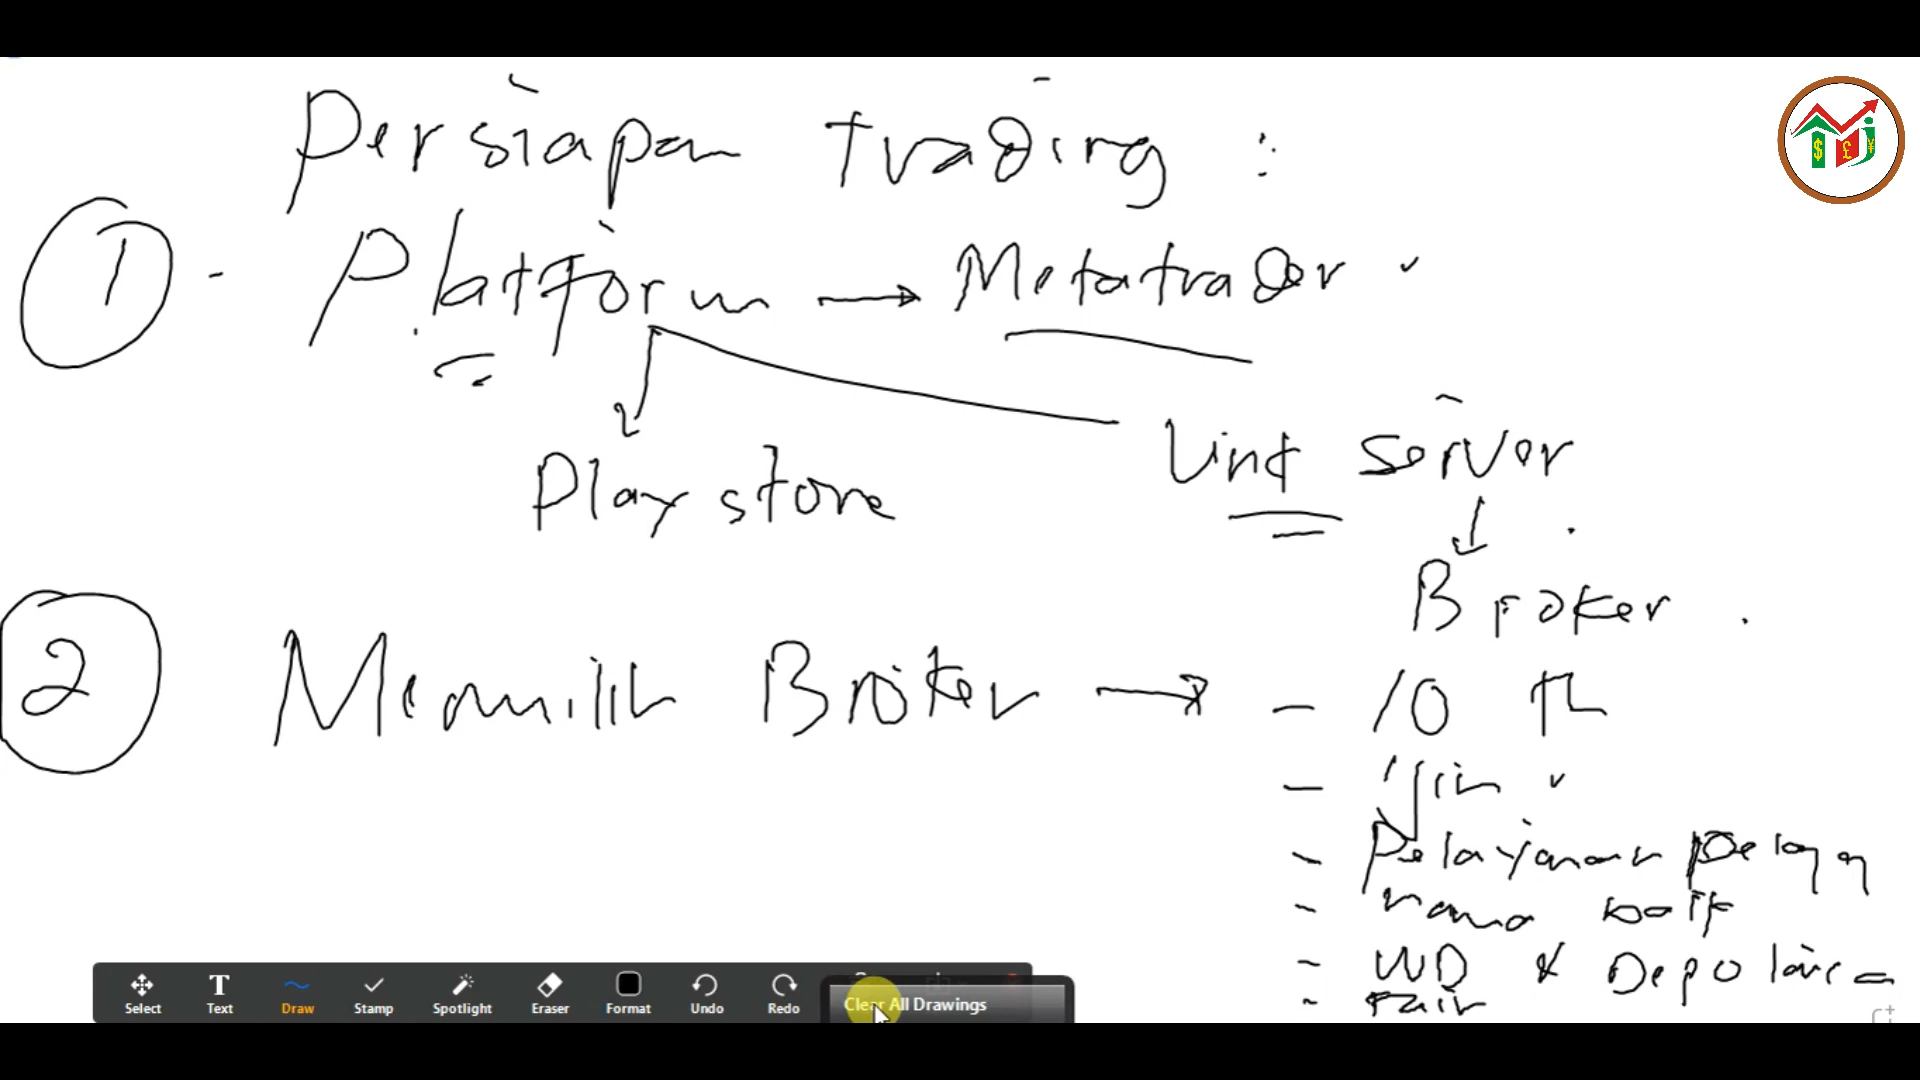 Persiapan trading :
1 - Platform → Metatrader
Play store
Link server
Broker
2 Memilih Broker → - 10 th
- Ijin
- Pelayanan Pelangg
- nama baik
- WD & Depo lancar
- Fair
Select Text Draw Stamp Spotlight Eraser Format Undo Redo Clear All Drawings